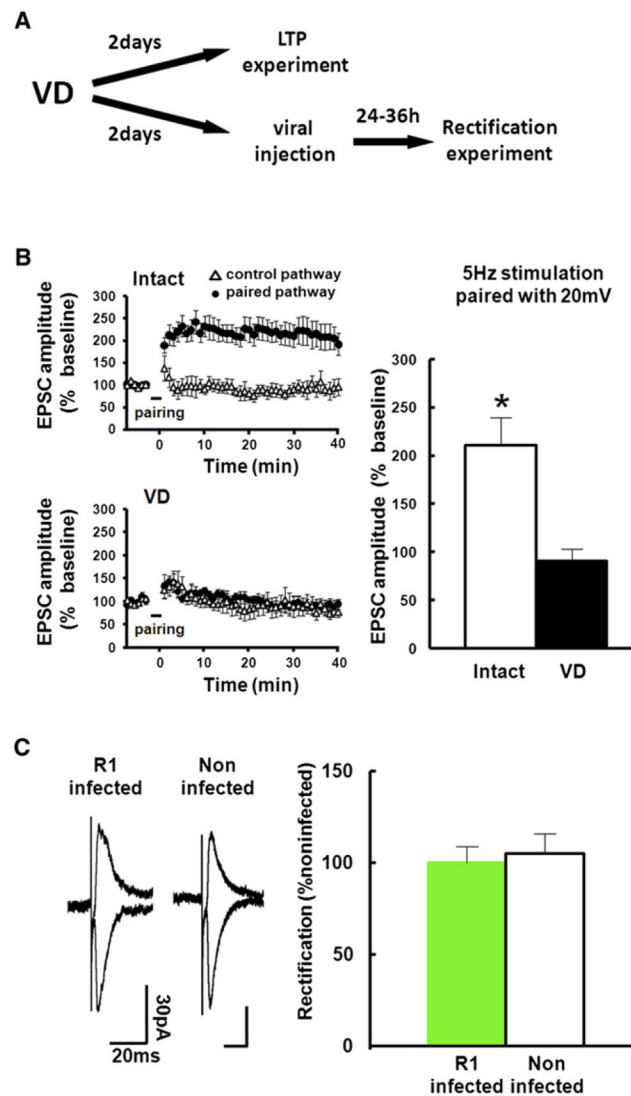 A
VD
2days
LTP
experiment
2days
viral
injection
24-36h
Rectification
experiment
B
Intact
△ control pathway
● paired pathway
EPSC amplitude
(% baseline)
300
250
200
150
100
50
0
pairing
0 10 20 30 40
Time (min)
VD
EPSC amplitude
(% baseline)
300
250
200
150
100
50
0
pairing
0 10 20 30 40
Time (min)
5Hz stimulation
paired with 20mV
EPSC amplitude (% baseline)
300
250
200
150
100
50
0
*
Intact VD
C
R1
infected
Non
infected
30pA
20ms
Rectification (%noninfected)
150
100
50
0
R1
infected
Non
infected